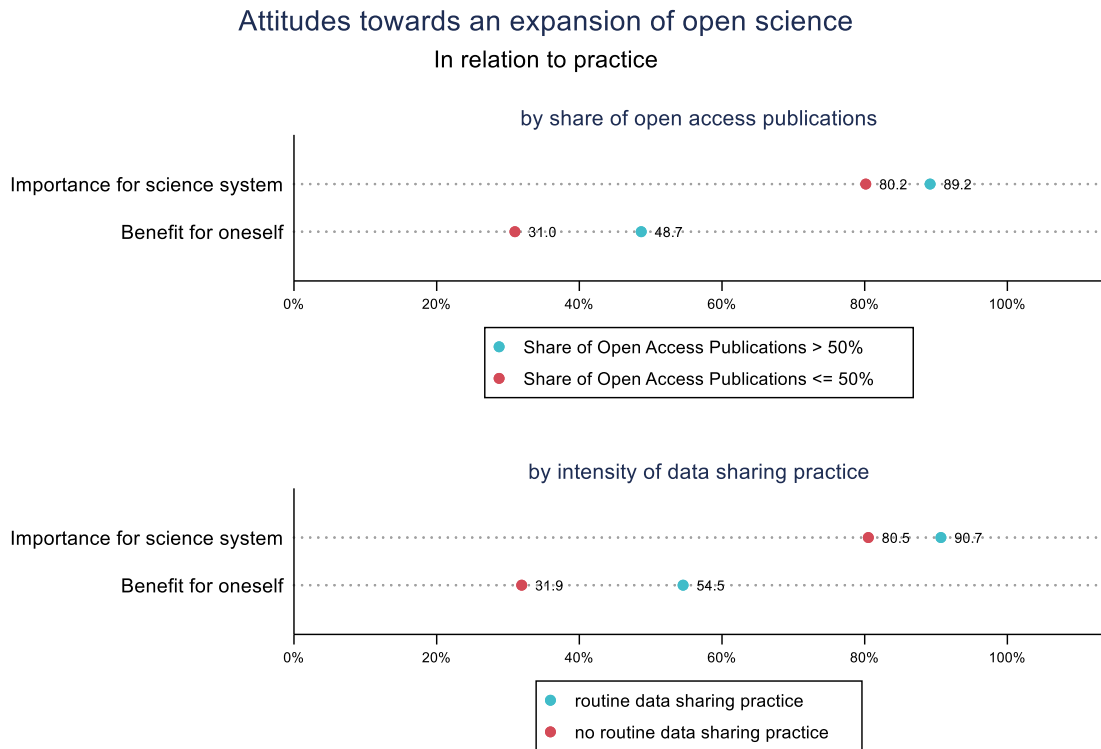 Attitudes towards an expansion of open science
In relation to practice
by share of open access publications
Importance for science system 80.2 89.2
Benefit for oneself 31.0 48.7
0% 20% 40% 60% 80% 100%
Share of Open Access Publications > 50%
Share of Open Access Publications <= 50%
by intensity of data sharing practice
Importance for science system 80.5 90.7
Benefit for oneself 31.9 54.5
0% 20% 40% 60% 80% 100%
routine data sharing practice
no routine data sharing practice